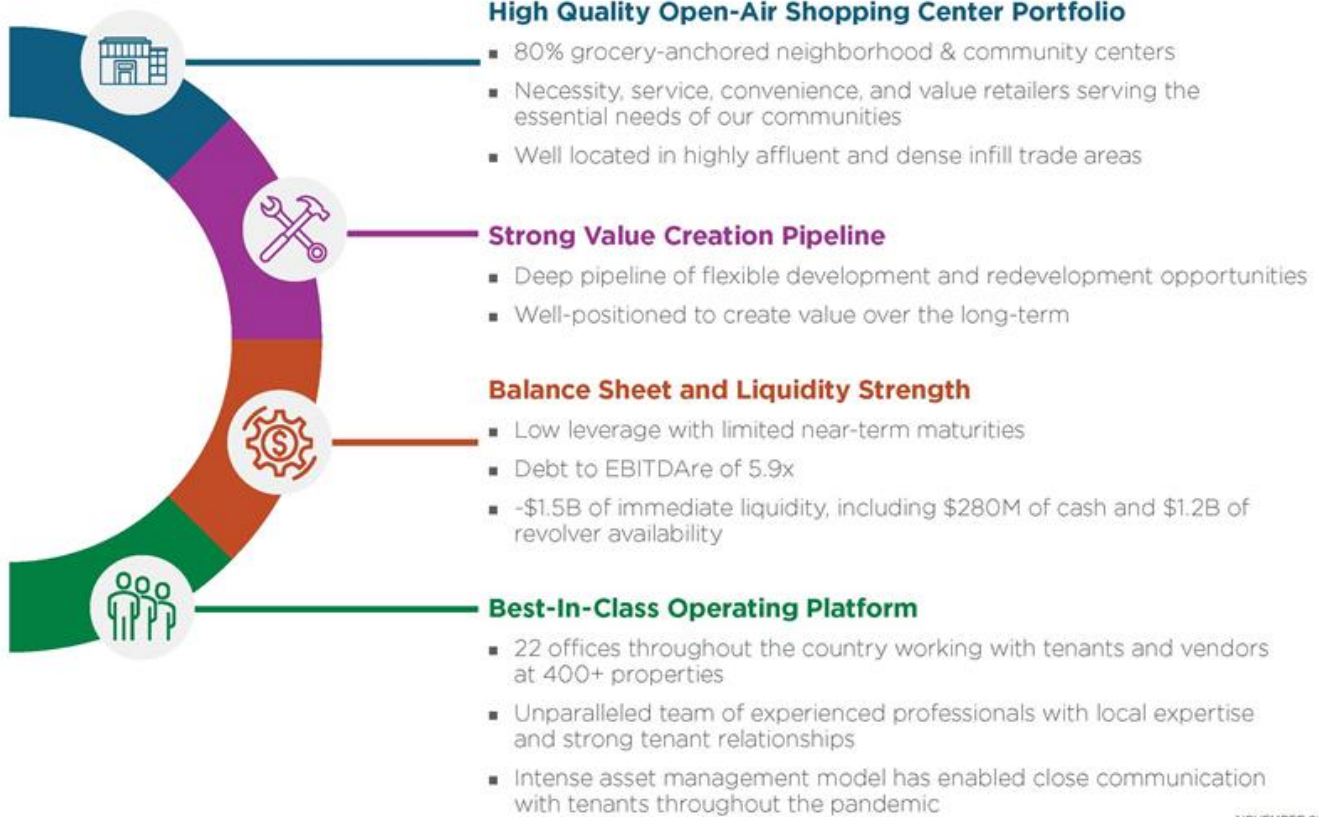 High Quality Open-Air Shopping Center Portfolio
▪ 80% grocery-anchored neighborhood & community centers
▪ Necessity, service, convenience, and value retailers serving the
essential needs of our communities
▪ Well located in highly affluent and dense infill trade areas
Strong Value Creation Pipeline
▪ Deep pipeline of flexible development and redevelopment opportunities
▪ Well-positioned to create value over the long-term
Balance Sheet and Liquidity Strength
▪ Low leverage with limited near-term maturities
▪ Debt to EBITDAre of 5.9x
▪ ~$1.5B of immediate liquidity, including $280M of cash and $1.2B of
revolver availability
$
Best-In-Class Operating Platform
▪ 22 offices throughout the country working with tenants and vendors
at 400+ properties
▪ Unparalleled team of experienced professionals with local expertise
and strong tenant relationships
▪ Intense asset management model has enabled close communication
with tenants throughout the pandemic